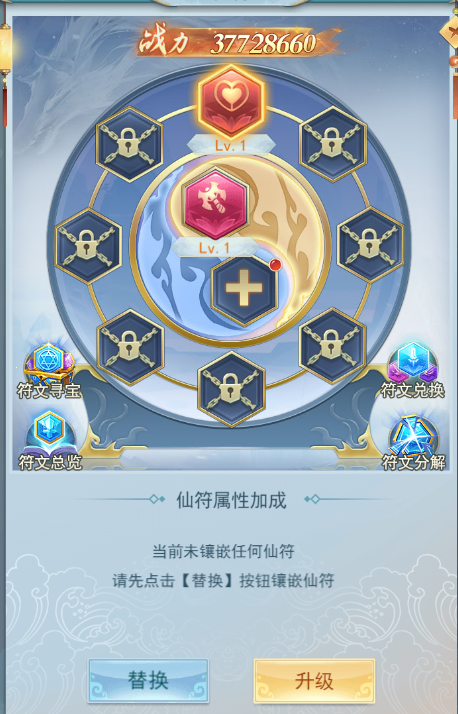 战力 37728660
Lv. 1
Lv. 1
符文寻宝
符文兑换
符文总览
符文分解
仙符属性加成
当前未镶嵌任何仙符
请先点击【替换】按钮镶嵌仙符
替换
升级